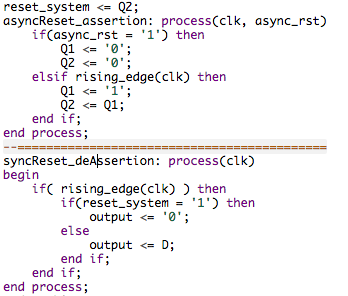 reset_system <= Q2;
asyncReset_assertion: process(clk, async_rst)
if(async_rst = '1') then
Q1 <= '0';
Q2 <= '0';
elsif rising_edge(clk) then
Q1 <= '1';
Q2 <= Q1;
end if;
end process;
--===========================================
syncReset_deAssertion: process(clk)
begin
if( rising_edge(clk) ) then
if(reset_system = '1') then
output <= '0';
else
output <= D;
end if;
end if;
end process;